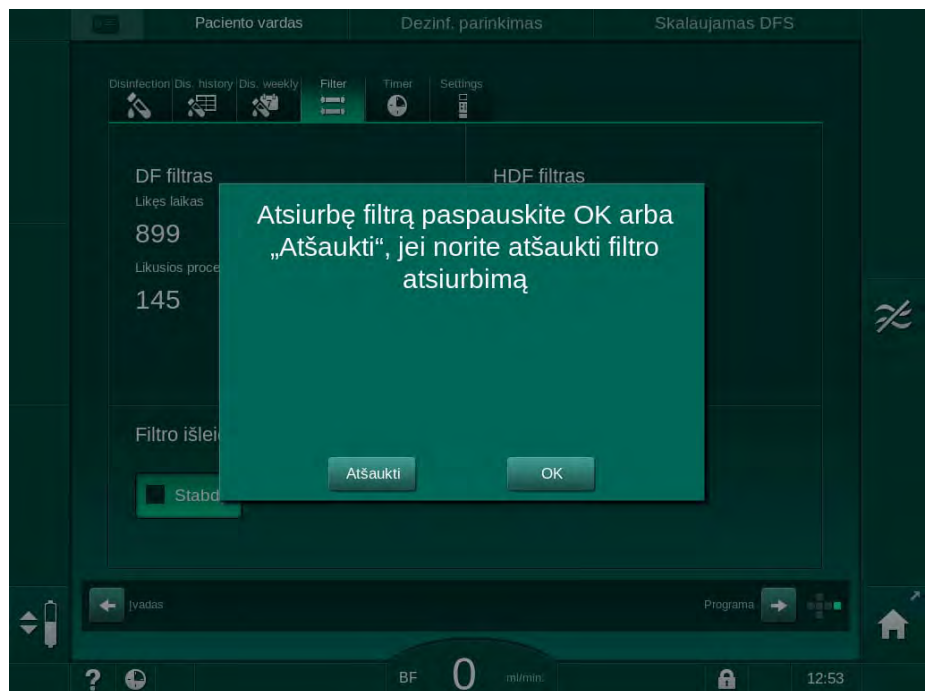 Paciento vardas Dezinf. parinkimas Skalaujamas DFS
Disinfection Dis. history Dis. weekly Filter Timer Settings
DF filtras HDF filtras
Likęs laikas
899
Likusios proce
145
Atsiurbę filtrą paspauskite OK arba
„Atšaukti“, jei norite atšaukti filtro
atsiurbimą
Filtro išlei
Atšaukti OK
Stabd
Įvadas Programa
? BF 0 ml/min. 12:53